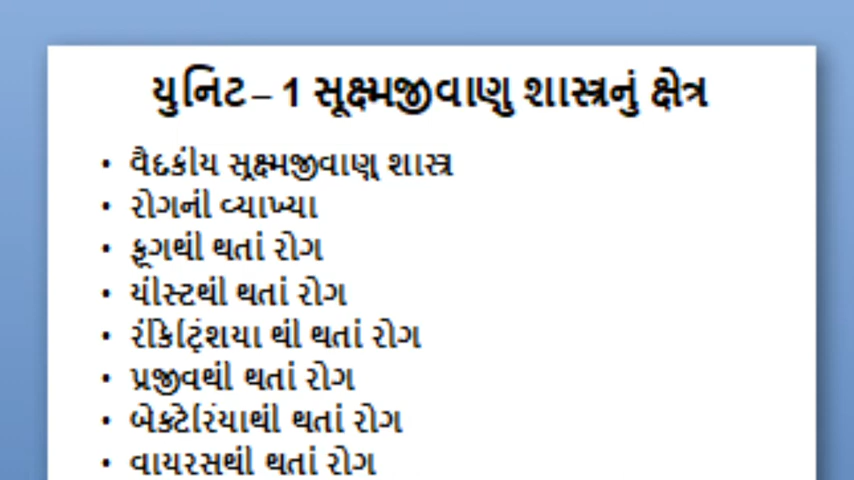 યુનિટ – 1 સૂક્ષ્મજીવાણુ શાસ્ત્રનું ક્ષેત્ર
• વૈદકીય સૂક્ષ્મજીવાણુ શાસ્ત્ર
• રોગની વ્યાખ્યા
• ફૂગથી થતાં રોગ
• યીસ્ટથી થતાં રોગ
• રીકેટ્શિયા થી થતાં રોગ
• પ્રજીવથી થતાં રોગ
• બેક્ટેરિયાથી થતાં રોગ
• વાયરસથી થતાં રોગ